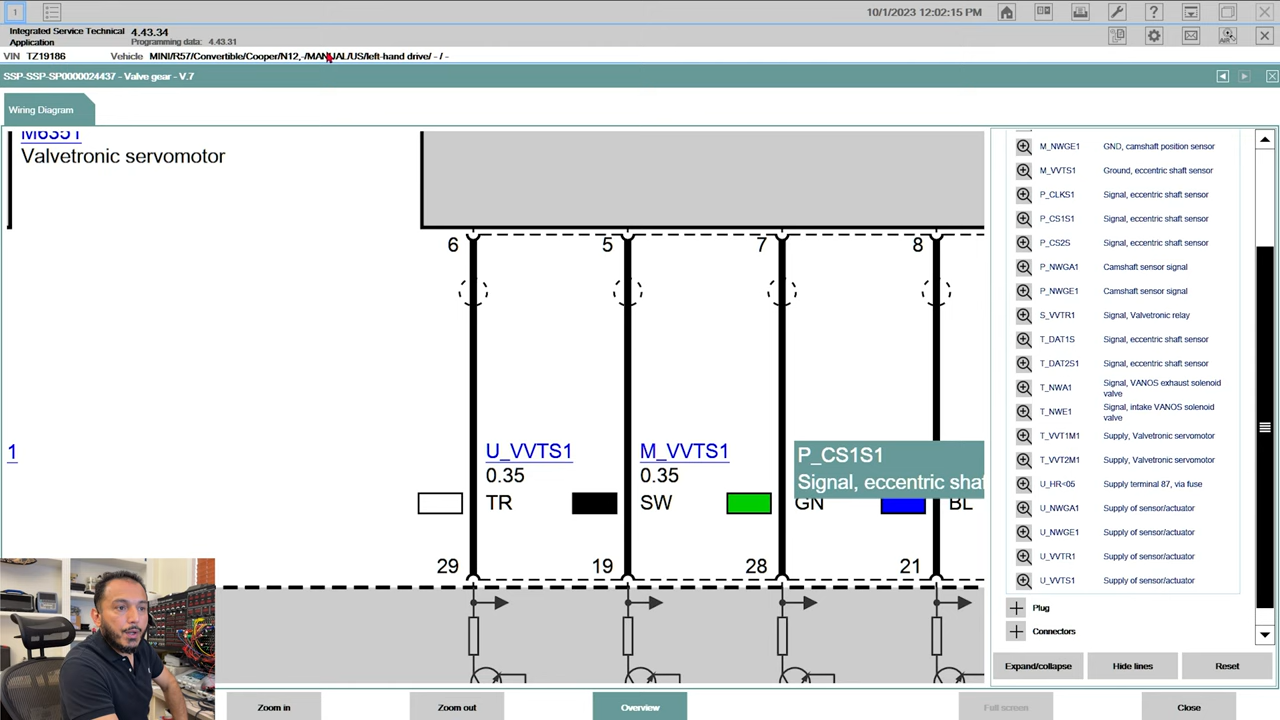 1
10/1/2023 12:02:15 PM
Integrated Service Technical Application
4.43.34
Programming data: 4.43.31
AIR
VIN TZ19186 Vehicle MINI/R57/Convertible/Cooper/N12,-/MANUAL/US/left-hand drive/ - / -
SSP-SSP-SP0000024437 - Valve gear - V.7
Wiring Diagram
M6351
Valvetronic servomotor
6 5 7 8
1
U_VVTS1
0.35
TR
M_VVTS1
0.35
SW
P_CS1S1
Signal, eccentric shaf
GN
BL
29 19 28 21
M_NWGE1 GND, camshaft position sensor
M_VVTS1 Ground, eccentric shaft sensor
P_CLKS1 Signal, eccentric shaft sensor
P_CS1S1 Signal, eccentric shaft sensor
P_CS2S Signal, eccentric shaft sensor
P_NWGA1 Camshaft sensor signal
P_NWGE1 Camshaft sensor signal
S_VVTR1 Signal, Valvetronic relay
T_DAT1S Signal, eccentric shaft sensor
T_DAT2S1 Signal, eccentric shaft sensor
T_NWA1 Signal, VANOS exhaust solenoid
valve
T_NWE1 Signal, intake VANOS solenoid
valve
T_VVT1M1 Supply, Valvetronic servomotor
T_VVT2M1 Supply, Valvetronic servomotor
U_HR<05 Supply terminal 87, via fuse
U_NWGA1 Supply of sensor/actuator
U_NWGE1 Supply of sensor/actuator
U_VVTR1 Supply of sensor/actuator
U_VVTS1 Supply of sensor/actuator
Plug
Connectors
Expand/collapse Hide lines Reset
Zoom in Zoom out Overview Full screen Close